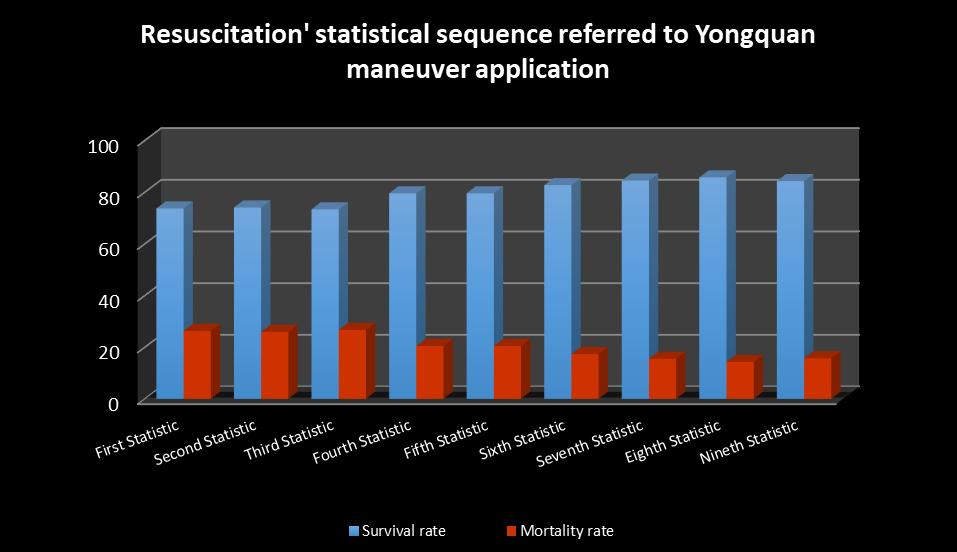 Resuscitation' statistical sequence referred to Yongquan
maneuver application
100
80
60
40
20
0
First Statistic
Second Statistic
Third Statistic
Fourth Statistic
Fifth Statistic
Sixth Statistic
Seventh Statistic
Eighth Statistic
Nineth Statistic
Survival rate
Mortality rate